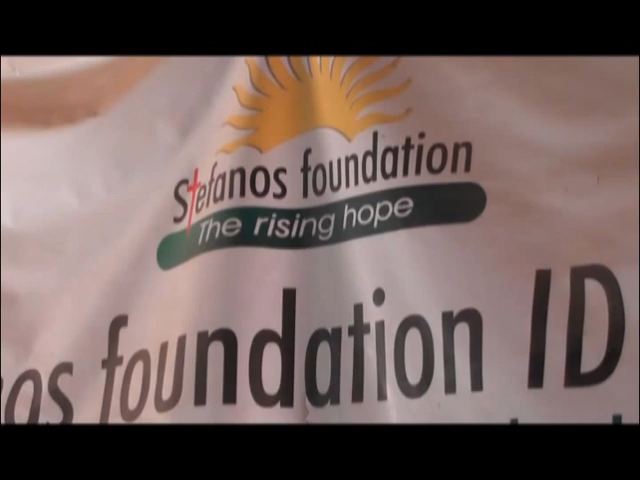 Stefanos foundation
The rising hope
os foundation ID